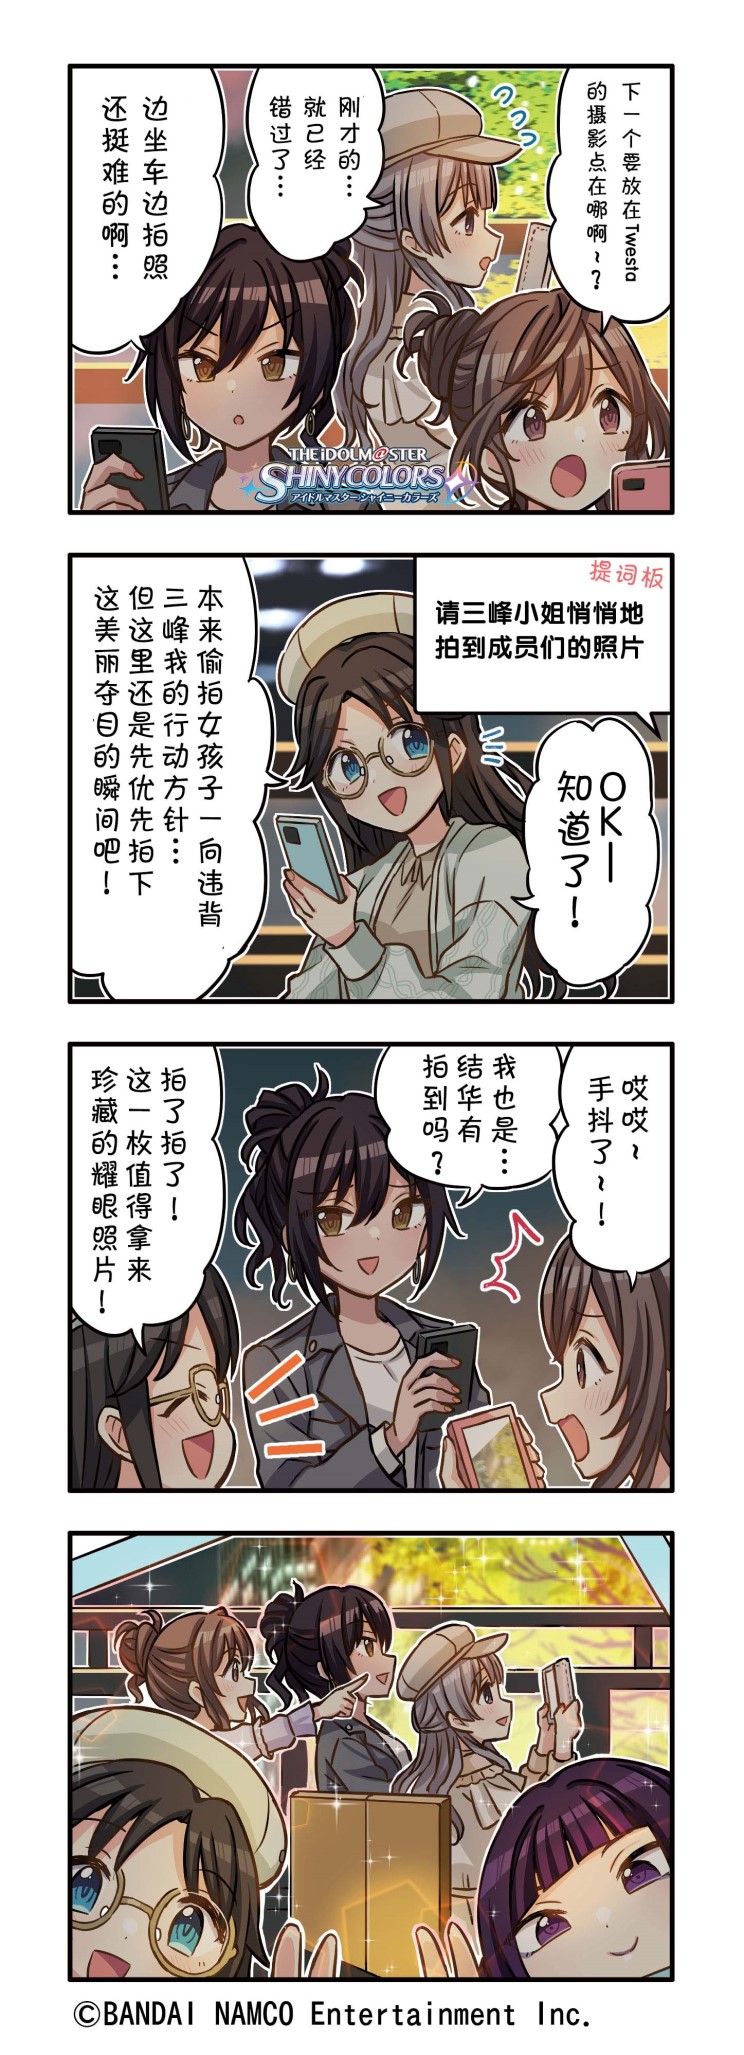 下一个要放在Twesta
的摄影点在哪啊～？
刚才的…
就已经
错过了…
边坐车边拍照
还挺难的啊…
THE iDOLM@STER
SHINY COLORS
アイドルマスター シャイニーカラーズ
提词板
请三峰小姐悄悄地
拍到成员们的照片
OK—
知道了！
本来偷拍女孩子一向违背
三峰我的行动方针…
但这里还是先优先拍下
这美丽夺目的瞬间吧！
哎哎～
手抖了～！
我也是…
结华有
拍到吗？
拍了拍了！
这一枚值得拿来
珍藏的耀眼照片！
©BANDAI NAMCO Entertainment Inc.